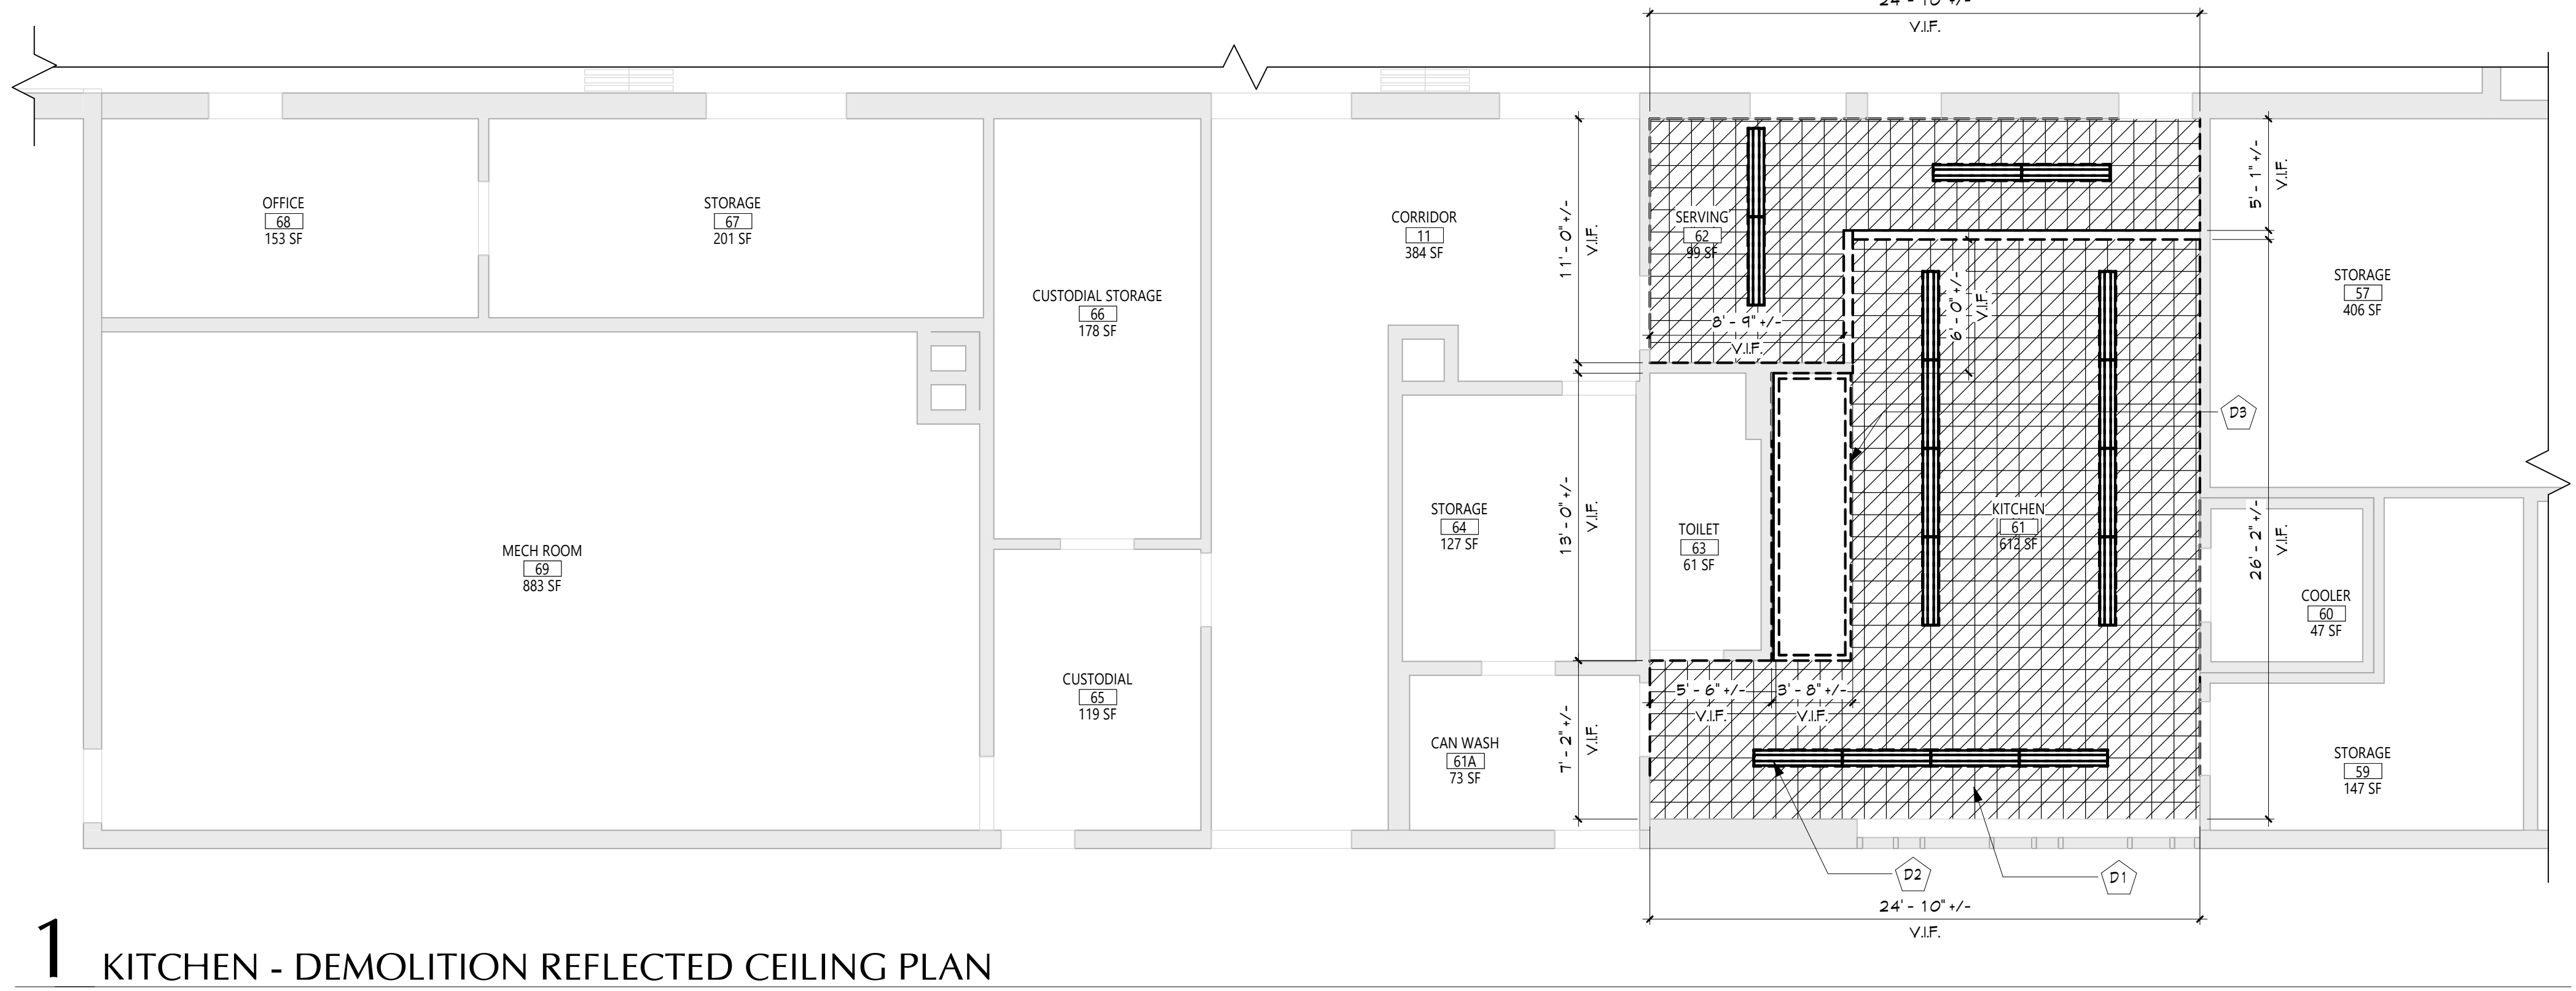 24' - 10" +/-
V.I.F.
OFFICE
68
153 SF
STORAGE
67
201 SF
CUSTODIAL STORAGE
66
178 SF
CORRIDOR
11
384 SF
11' - 0" +/-
V.I.F.
SERVING
62
99 SF
8' - 9" +/-
V.I.F.
6' - 0" +/-
V.I.F.
5' - 1" +/-
V.I.F.
STORAGE
57
406 SF
D3
MECH ROOM
69
883 SF
STORAGE
64
127 SF
13' - 0" +/-
V.I.F.
TOILET
63
61 SF
KITCHEN
61
612 SF
26' - 2" +/-
V.I.F.
COOLER
60
47 SF
CUSTODIAL
65
119 SF
5' - 6" +/-
V.I.F.
3' - 8" +/-
V.I.F.
CAN WASH
61A
73 SF
7' - 2" +/-
V.I.F.
STORAGE
59
147 SF
D2
D1
24' - 10" +/-
V.I.F.
1 KITCHEN - DEMOLITION REFLECTED CEILING PLAN